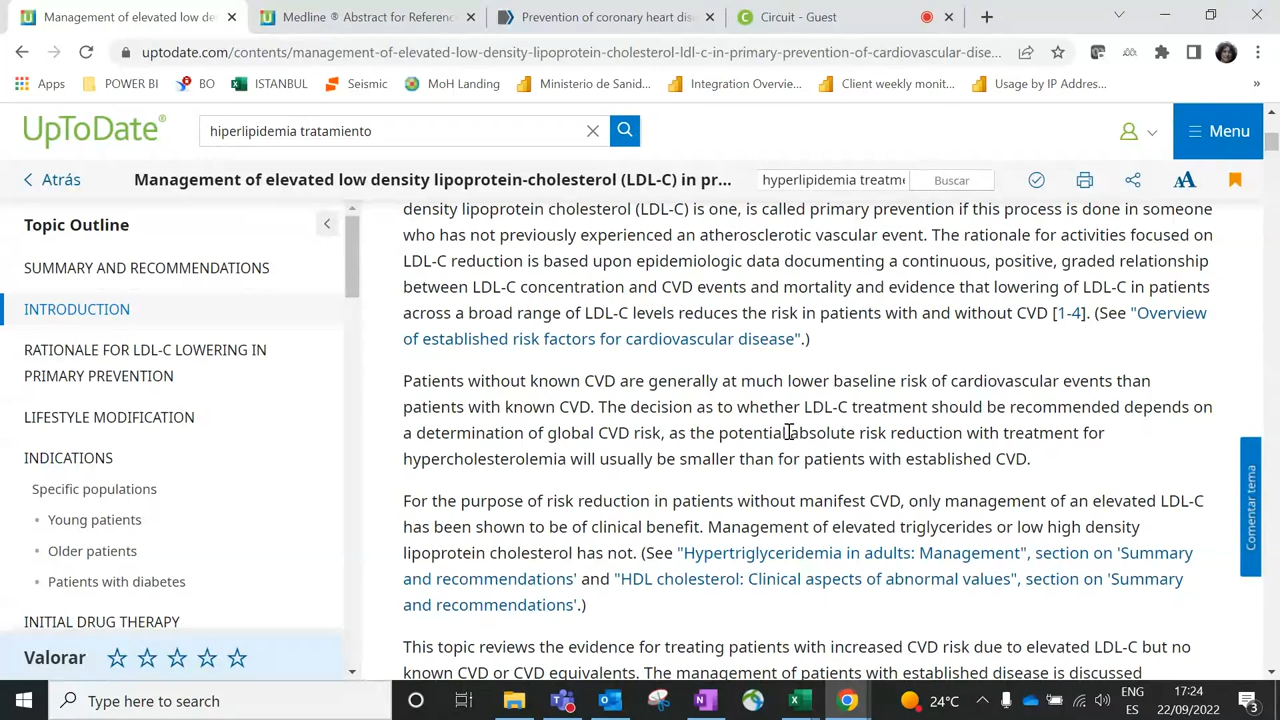 Management of elevated low de
Medline ® Abstract for Referenc
Prevention of coronary heart dis
Circuit - Guest
uptodate.com/contents/management-of-elevated-low-density-lipoprotein-cholesterol-ldl-c-in-primary-prevention-of-cardiovascular-dise...
Apps
POWER BI
BO
ISTANBUL
Seismic
MoH Landing
Ministerio de Sanid...
Integration Overvie...
Client weekly monit...
Usage by IP Addres...
»
UpToDate®
hiperlipidemia tratamiento
Menu
Atrás
Management of elevated low density lipoprotein-cholesterol (LDL-C) in pr...
hyperlipidemia treatm
Buscar
AA
Topic Outline
SUMMARY AND RECOMMENDATIONS
INTRODUCTION
RATIONALE FOR LDL-C LOWERING IN
PRIMARY PREVENTION
LIFESTYLE MODIFICATION
INDICATIONS
Specific populations
• Young patients
• Older patients
• Patients with diabetes
INITIAL DRUG THERAPY
Valorar
density lipoprotein cholesterol (LDL-C) is one, is called primary prevention if this process is done in someone
who has not previously experienced an atherosclerotic vascular event. The rationale for activities focused on
LDL-C reduction is based upon epidemiologic data documenting a continuous, positive, graded relationship
between LDL-C concentration and CVD events and mortality and evidence that lowering of LDL-C in patients
across a broad range of LDL-C levels reduces the risk in patients with and without CVD [1-4]. (See "Overview
of established risk factors for cardiovascular disease".)
Patients without known CVD are generally at much lower baseline risk of cardiovascular events than
patients with known CVD. The decision as to whether LDL-C treatment should be recommended depends on
a determination of global CVD risk, as the potential absolute risk reduction with treatment for
hypercholesterolemia will usually be smaller than for patients with established CVD.
For the purpose of risk reduction in patients without manifest CVD, only management of an elevated LDL-C
has been shown to be of clinical benefit. Management of elevated triglycerides or low high density
lipoprotein cholesterol has not. (See "Hypertriglyceridemia in adults: Management", section on 'Summary
and recommendations' and "HDL cholesterol: Clinical aspects of abnormal values", section on 'Summary
and recommendations'.)
This topic reviews the evidence for treating patients with increased CVD risk due to elevated LDL-C but no
known CVD or CVD equivalents. The management of patients with established disease is discussed
Comentar tema
Type here to search
24°C
ENG
ES
17:24
22/09/2022
3